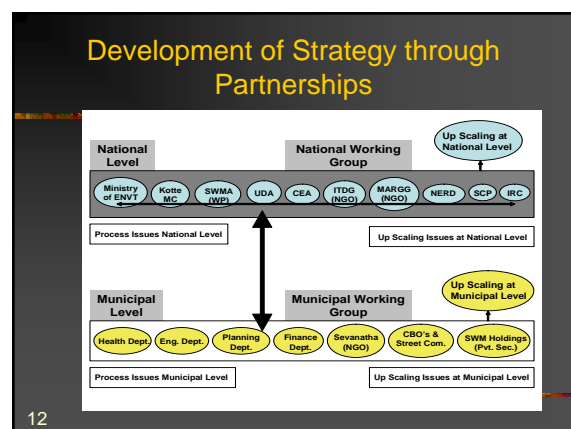 Development of Strategy through
Partnerships
Up Scaling at
National Level
National
Level
National Working
Group
Ministry
of ENVT
Kotte
MC
SWMA
(WP)
UDA
CEA
ITDG
(NGO)
MARGG
(NGO)
NERD
SCP
IRC
Process Issues National Level
Up Scaling Issues at National Level
Up Scaling at
Municipal Level
Municipal
Level
Municipal Working
Group
Health Dept.
Eng. Dept.
Planning
Dept.
Finance
Dept.
Sevanatha
(NGO)
CBO's &
Street Com.
SWM Holdings
(Pvt. Sec.)
Process Issues Municipal Level
Up Scaling Issues at Municipal Level
12